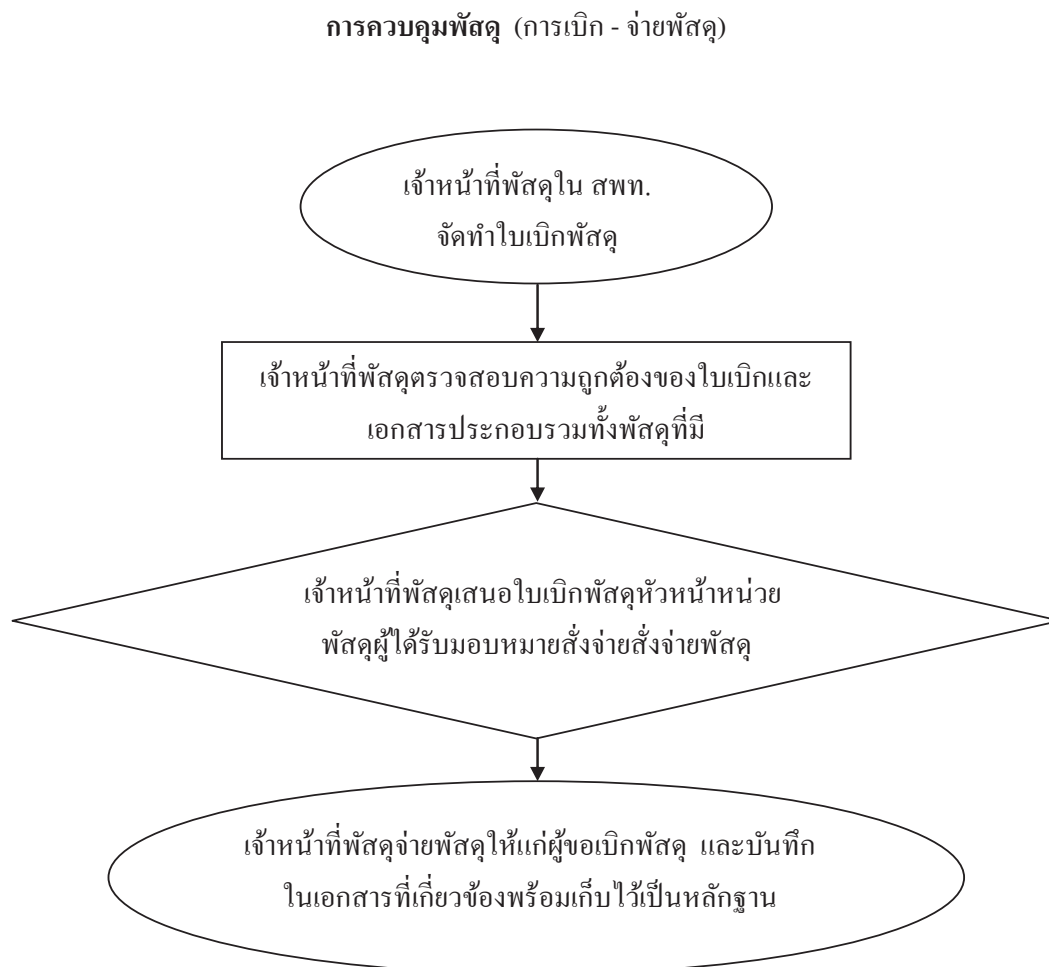 การควบคุมพัสดุ (การเบิก - จ่ายพัสดุ)
เจ้าหน้าที่พัสดุใน สพท.
จัดทำใบเบิกพัสดุ
เจ้าหน้าที่พัสดุตรวจสอบความถูกต้องของใบเบิกและ
เอกสารประกอบรวมทั้งพัสดุที่มี
เจ้าหน้าที่พัสดุเสนอใบเบิกพัสดุหัวหน้าหน่วย
พัสดุผู้ได้รับมอบหมายสั่งจ่ายสั่งจ่ายพัสดุ
เจ้าหน้าที่พัสดุจ่ายพัสดุให้แก่ผู้ขอเบิกพัสดุ และบันทึก
ในเอกสารที่เกี่ยวข้องพร้อมเก็บไว้เป็นหลักฐาน